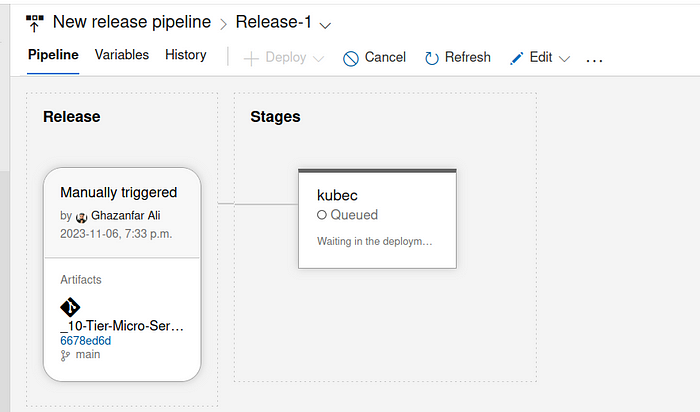 New release pipeline > Release-1
Pipeline Variables History + Deploy Cancel Refresh Edit ...
Release
Stages
Manually triggered
by Ghazanfar Ali
2023-11-06, 7:33 p.m.
Artifacts
_10-Tier-Micro-Ser...
6678ed6d
main
kubec
Queued
Waiting in the deploym...